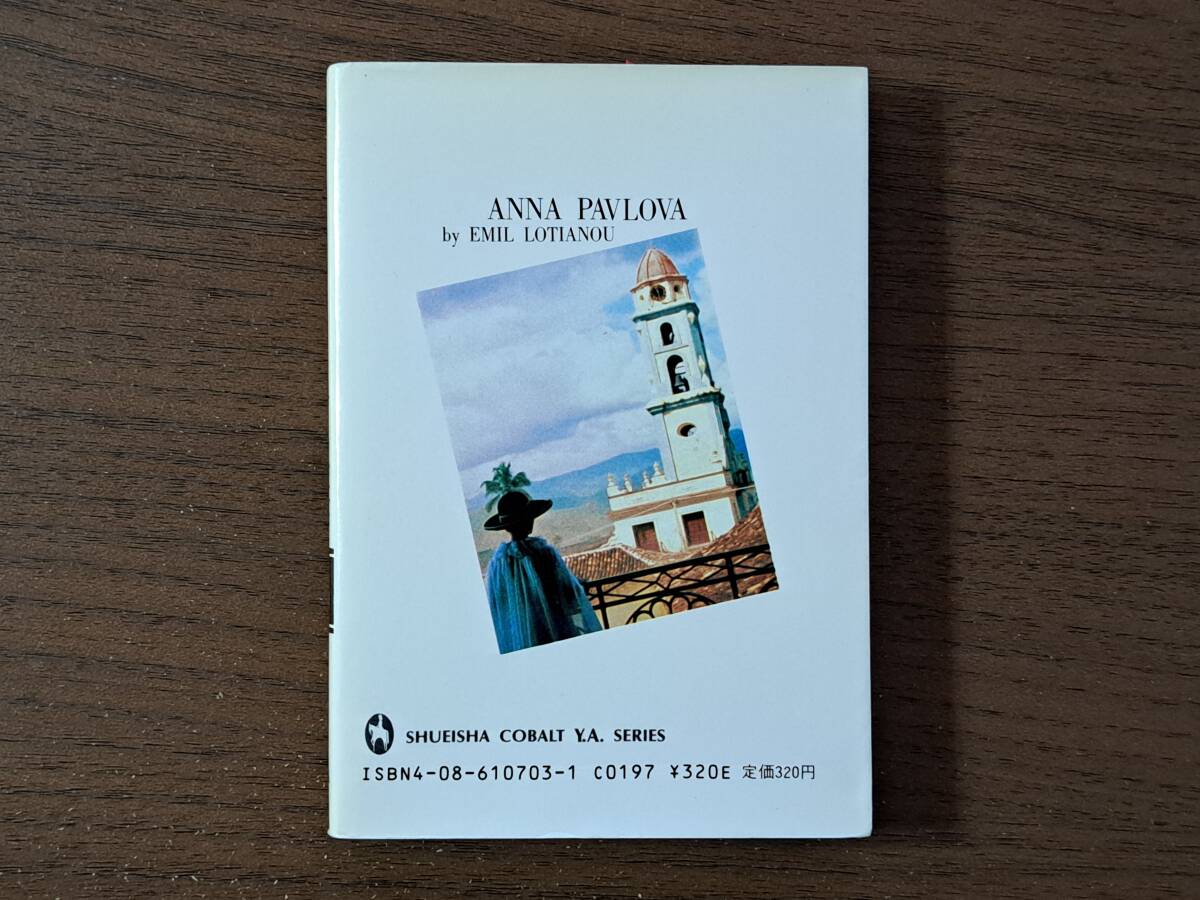 ANNA PAVLOVA
by EMIL LOTIANOU
SHUEISHA COBALT Y.A. SERIES
ISBN4-08-610703-1 C0197 ¥320E 定価320円